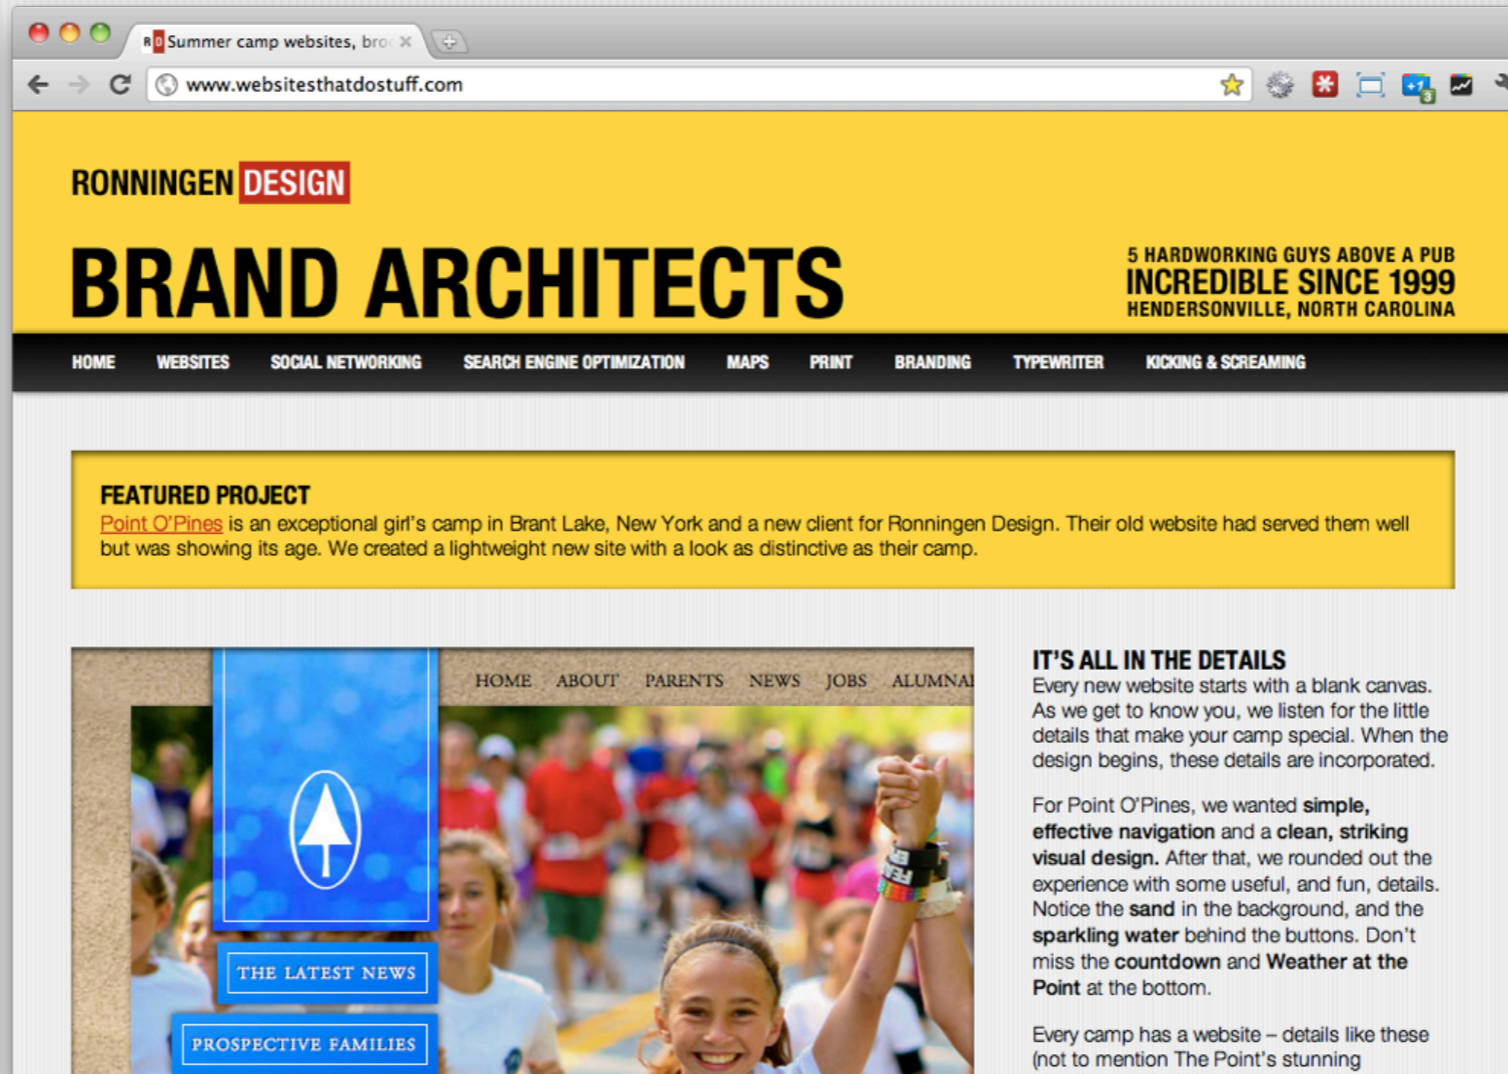 RD Summer camp websites, bro
www.websitesthatdostuff.com
+1
3
RONNINGEN DESIGN
BRAND ARCHITECTS
5 HARDWORKING GUYS ABOVE A PUB
INCREDIBLE SINCE 1999
HENDERSONVILLE, NORTH CAROLINA
HOME WEBSITES SOCIAL NETWORKING SEARCH ENGINE OPTIMIZATION MAPS PRINT BRANDING TYPEWRITER KICKING & SCREAMING
FEATURED PROJECT
Point O'Pines is an exceptional girl's camp in Brant Lake, New York and a new client for Ronningen Design. Their old website had served them well
but was showing its age. We created a lightweight new site with a look as distinctive as their camp.
HOME ABOUT PARENTS NEWS JOBS ALUMNAE
THE LATEST NEWS
PROSPECTIVE FAMILIES
IT'S ALL IN THE DETAILS
Every new website starts with a blank canvas.
As we get to know you, we listen for the little
details that make your camp special. When the
design begins, these details are incorporated.
For Point O'Pines, we wanted simple,
effective navigation and a clean, striking
visual design. After that, we rounded out the
experience with some useful, and fun, details.
Notice the sand in the background, and the
sparkling water behind the buttons. Don't
miss the countdown and Weather at the
Point at the bottom.
Every camp has a website – details like these
(not to mention The Point's stunning